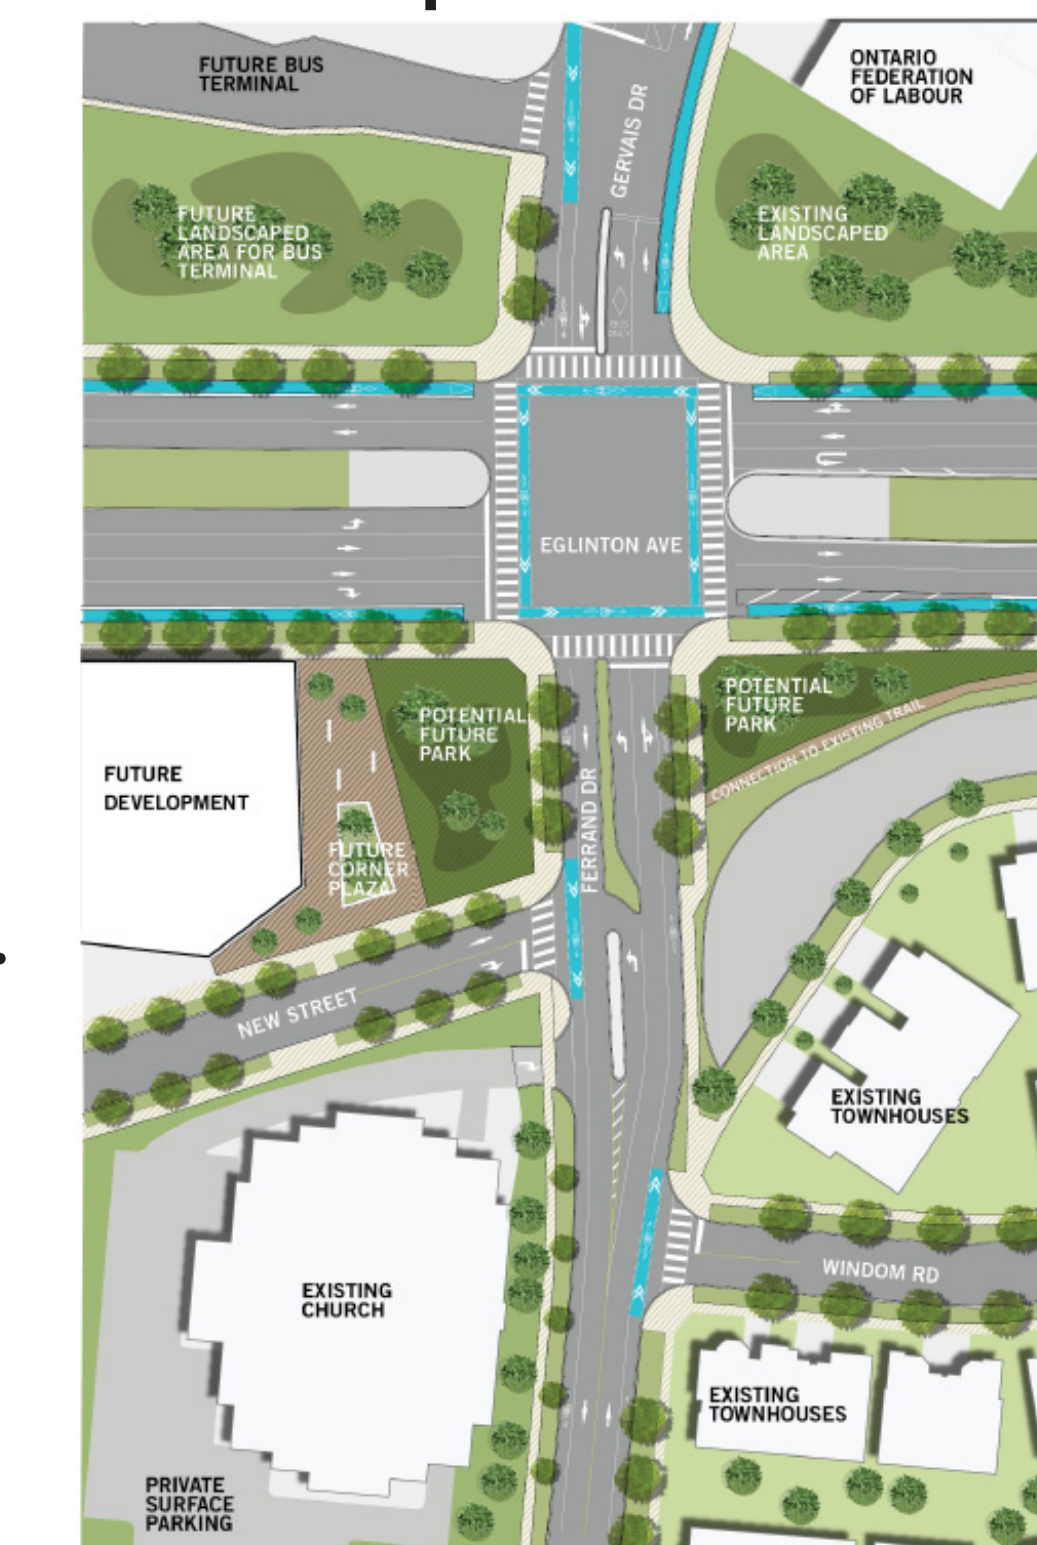 FUTURE BUS
TERMINAL
GERVAIS DR
ONTARIO
FEDERATION
OF LABOUR
FUTURE
LANDSCAPED
AREA FOR BUS
TERMINAL
EXISTING
LANDSCAPED
AREA
BUS
ONLY
EGLINTON AVE
POTENTIAL
FUTURE
PARK
POTENTIAL
FUTURE
PARK
CONNECTION TO EXISTING TRAIL
FUTURE
DEVELOPMENT
FERRAND DR
FUTURE
CORNER
PLAZA
NEW STREET
EXISTING
TOWNHOUSES
WINDOM RD
EXISTING
CHURCH
EXISTING
TOWNHOUSES
PRIVATE
SURFACE
PARKING